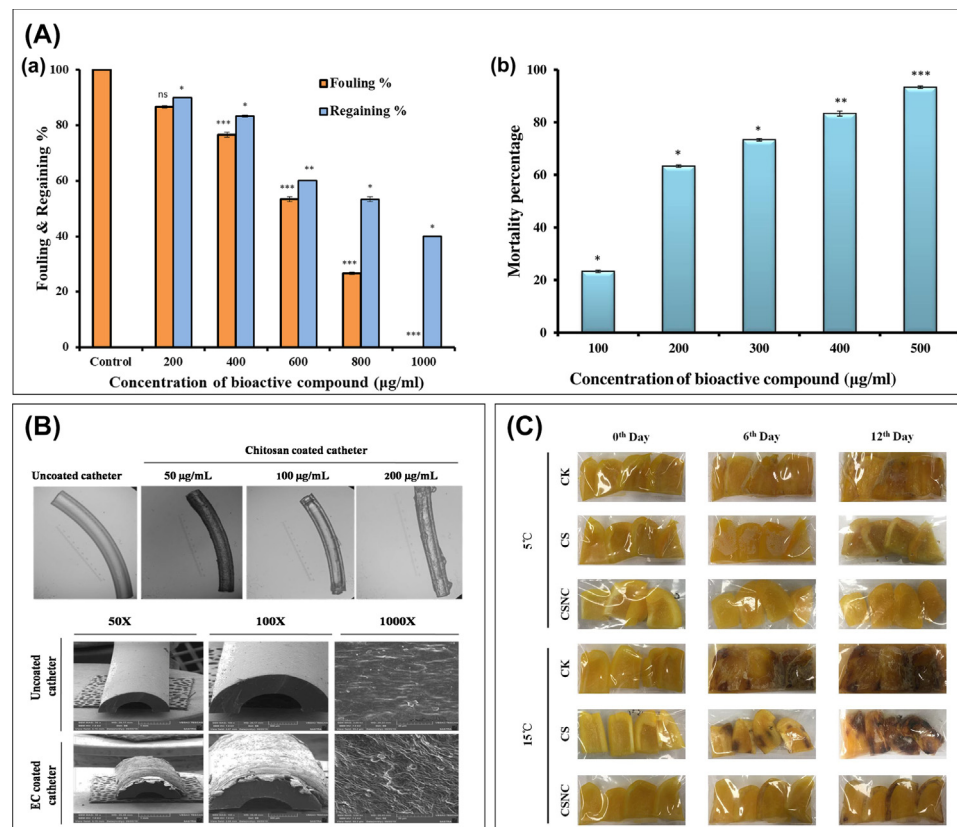 (A)
(a)
100
80
60
40
20
0
Fouling & Regaining %
Fouling %
Regaining %
ns
*
***
*
***
**
***
*
***
*
Control 200 400 600 800 1000
Concentration of bioactive compound (µg/ml)
(b)
100
80
60
40
20
0
Mortality percentage
*
*
*
**
***
100 200 300 400 500
Concentration of bioactive compound (µg/ml)
(B)
Chitosan coated catheter
Uncoated catheter 50 µg/mL 100 µg/mL 200 µg/mL
50X 100X 1000X
Uncoated
catheter
EC coated
catheter
(C)
0th Day 6th Day 12th Day
5℃
CK
CS
CSNC
15℃
CK
CS
CSNC